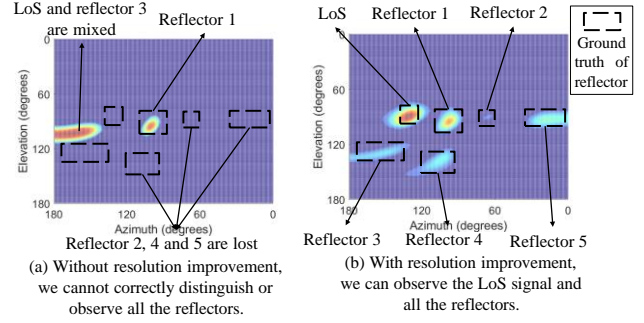 LoS and reflector 3
are mixed
Reflector 1
0
60
120
180
Elevation (degrees)
180
120
60
0
Azimuth (degrees)
Reflector 2, 4 and 5 are lost
(a) Without resolution improvement,
we cannot correctly distinguish or
observe all the reflectors.
LoS
Reflector 1
Reflector 2
Ground
truth of
reflector
0
60
120
180
Elevation (degrees)
180
120
60
0
Azimuth (degrees)
Reflector 3
Reflector 4
Reflector 5
(b) With resolution improvement,
we can observe the LoS signal and
all the reflectors.